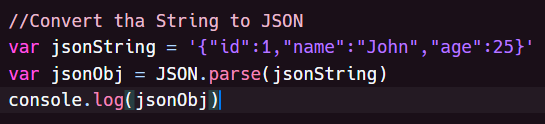 //Convert tha String to JSON
var jsonString = '{"id":1,"name":"John","age":25}'
var jsonObj = JSON.parse(jsonString)
console.log(jsonObj)